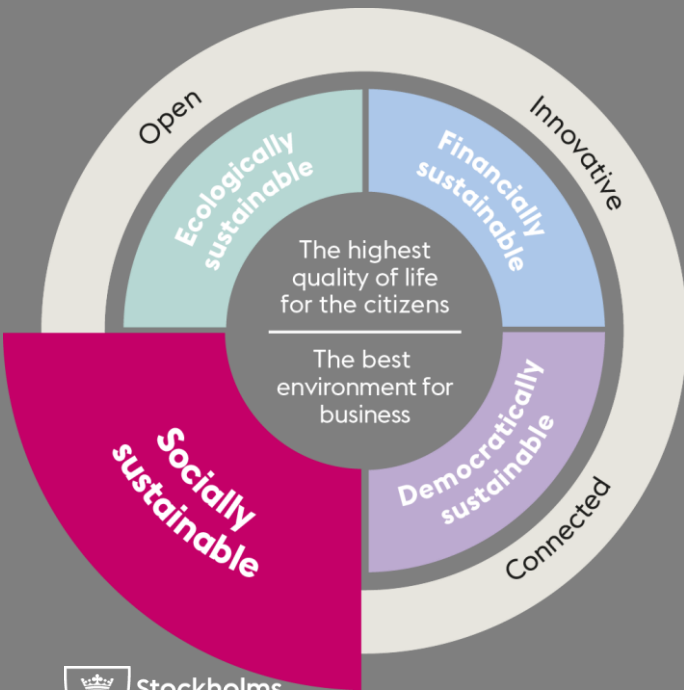 Open
Innovative
Ecologically
sustainable
Financially
sustainable
The highest
quality of life
for the citizens
The best
environment for
business
Socially
sustainable
Democratically
sustainable
Connected
Stockholms